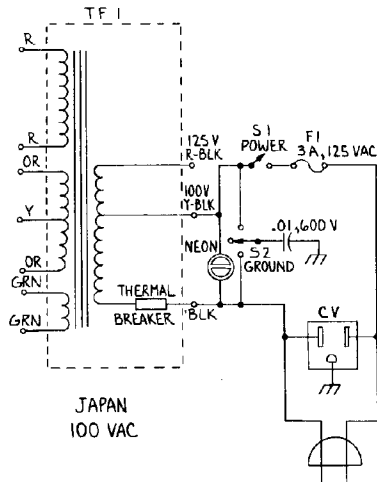 TF 1
R
R
OR
Y
OR
GRN
GRN
125 V
R-BLK
100V
Y-BLK
NEON
THERMAL
BREAKER
BLK
S1
POWER
F1
3 A, 125 VAC
.01, 600 V
S2
GROUND
CV
JAPAN
100 VAC